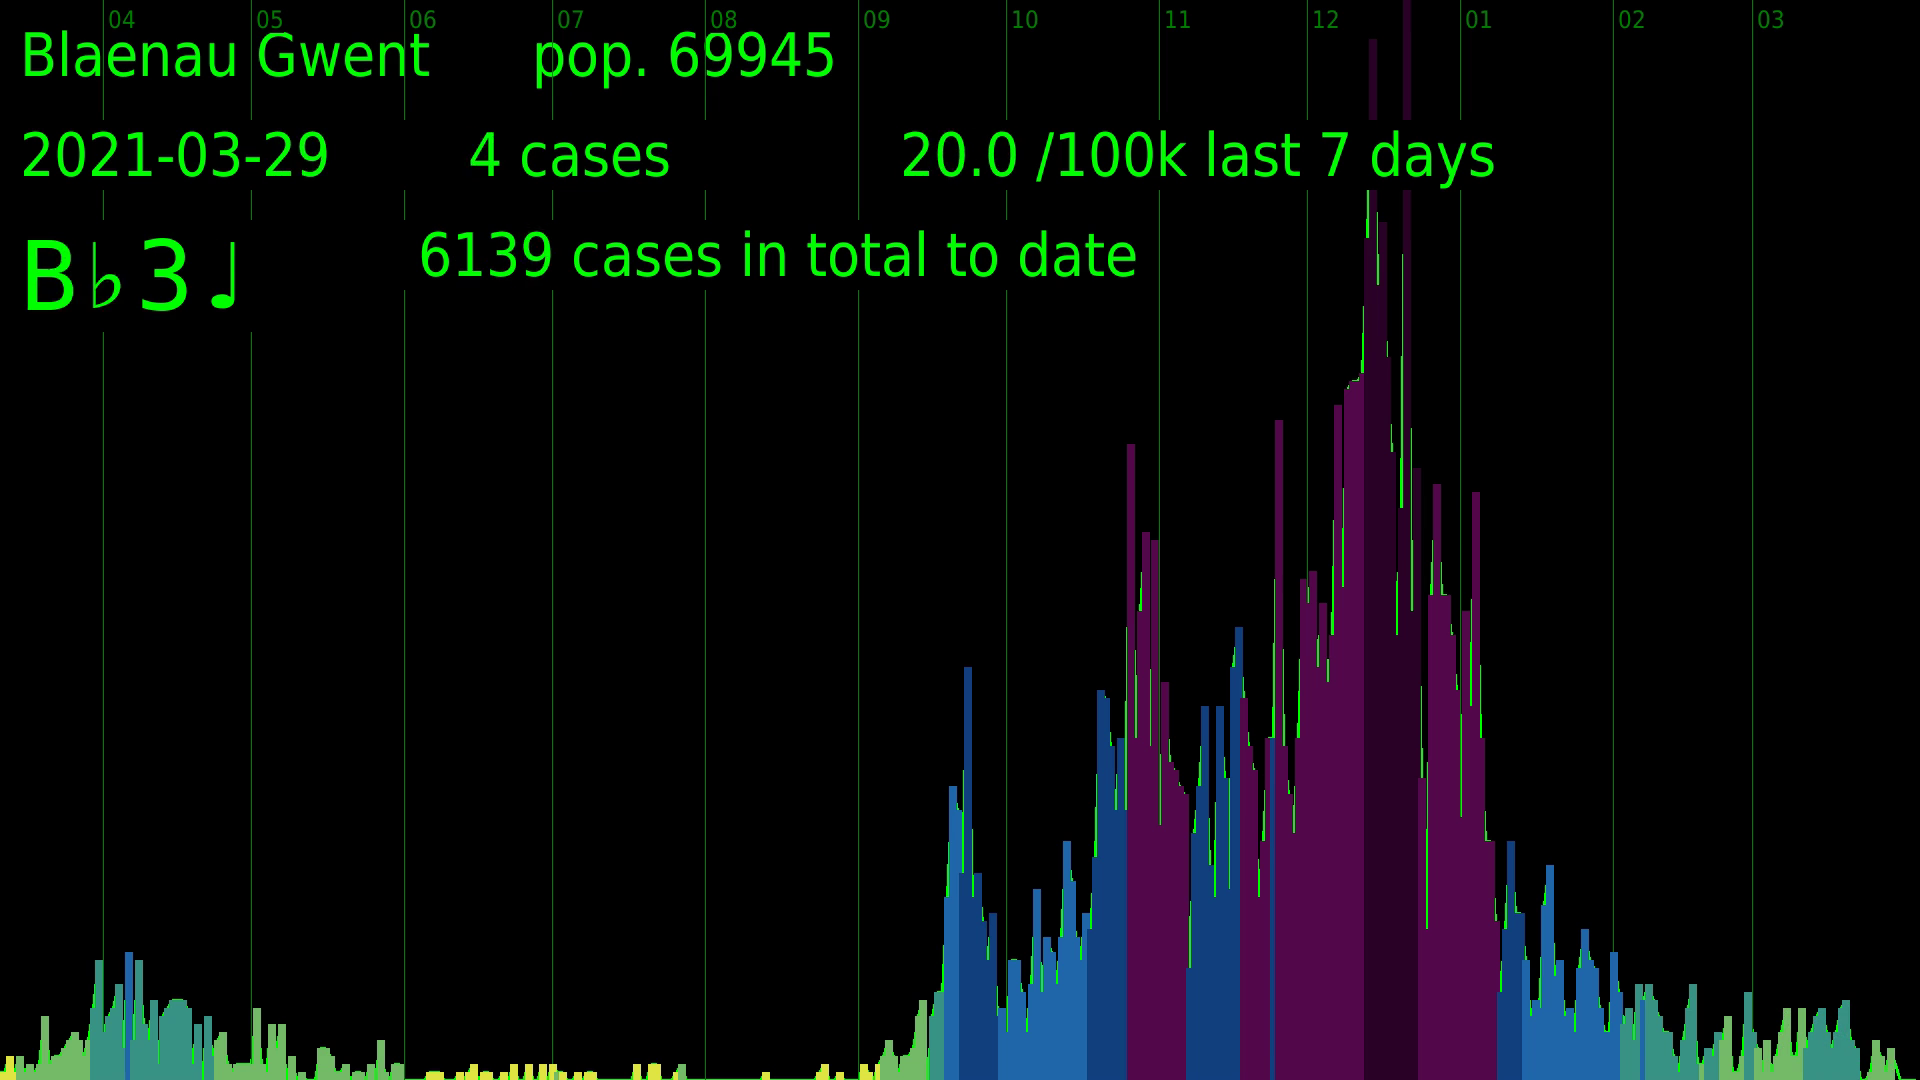 04 05 06 07 08 09 10 11 12 01 02 03
Blaenau Gwent pop. 69945
2021-03-29 4 cases 20.0 /100k last 7 days
B♭3♩ 6139 cases in total to date